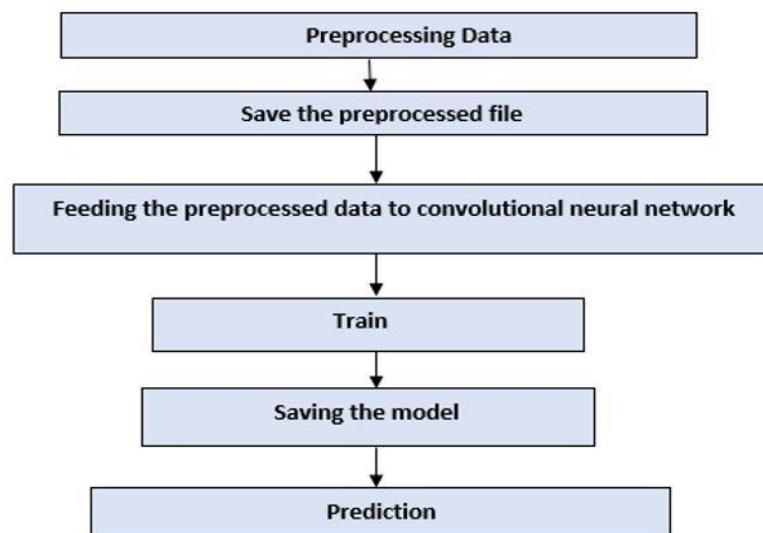 Preprocessing Data
Save the preprocessed file
Feeding the preprocessed data to convolutional neural network
Train
Saving the model
Prediction